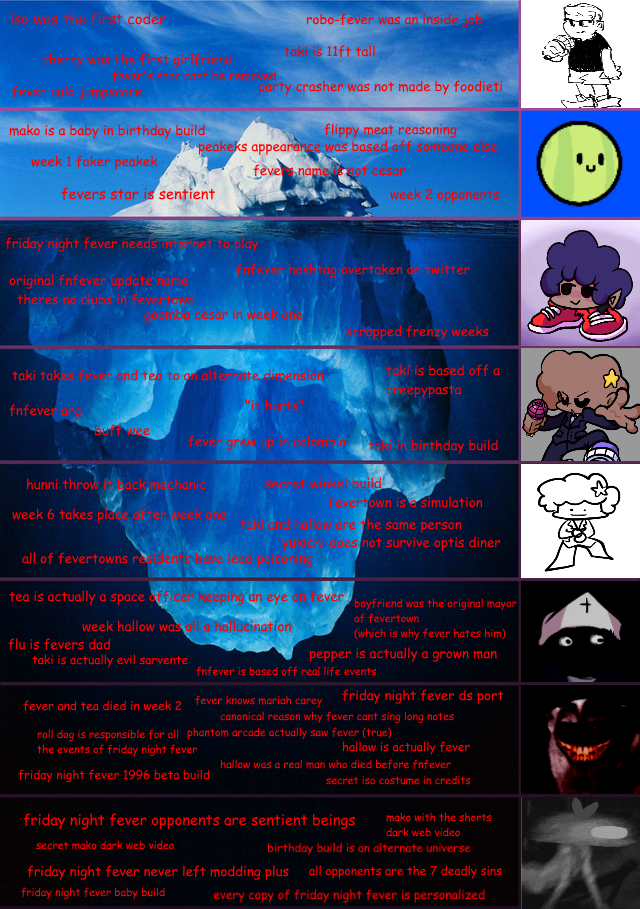 iso was the first coder
robo-fever was an inside job
taki is 11ft tall
cherry was the first girlfriend
fever's star cant be removed
carty crasher was not made by foodieti
fever cula jumpscare
mako is a baby in birthday build
flippy meat reasoning
peakeks appearance was based off someone else
week 1 faker peakek
fevers name is not cesar
fevers star is sentient
week 2 opponents
friday night fever needs internet to play
fnfever hashtag overtaken on twitter
original fnfever update name
theres no clubs in fevertown
goomba cesar in week one
scrapped frenzy weeks
taki takes fever and tea to an alternate dimension
taki is based off a
creepypasta
"it hurts"
fnfever arg
buff wee
fever grew up in colombia
taki in birthday build
hunni throw it back mechanic
secret winkel build
fevertown is a simulation
week 6 takes place after week one
taki and hallow are the same person
yukichi does not survive optis diner
all of fevertowns residents have lead poisoning
tea is actually a space officer keeping an eye on fever
boyfriend was the original mayor
of fevertown
(which is why fever hates him)
week hallow was all a hallucination
flu is fevers dad
pepper is actually a grown man
taki is actually evil sarvente
fnfever is based off real life events
friday night fever ds port
fever knows mariah carey
fever and tea died in week 2
canonical reason why fever cant sing long notes
phantom arcade actually saw fever (true)
roll dog is responsible for all
the events of friday night fever
hallow is actually fever
hallow was a real man who died before fnfever
friday night fever 1996 beta build
secret iso costume in credits
friday night fever opponents are sentient beings
mako with the shorts
dark web video
secret mako dark web video
birthday build is an alternate universe
friday night fever never left modding plus
all opponents are the 7 deadly sins
friday night fever baby build
every copy of friday night fever is personalized